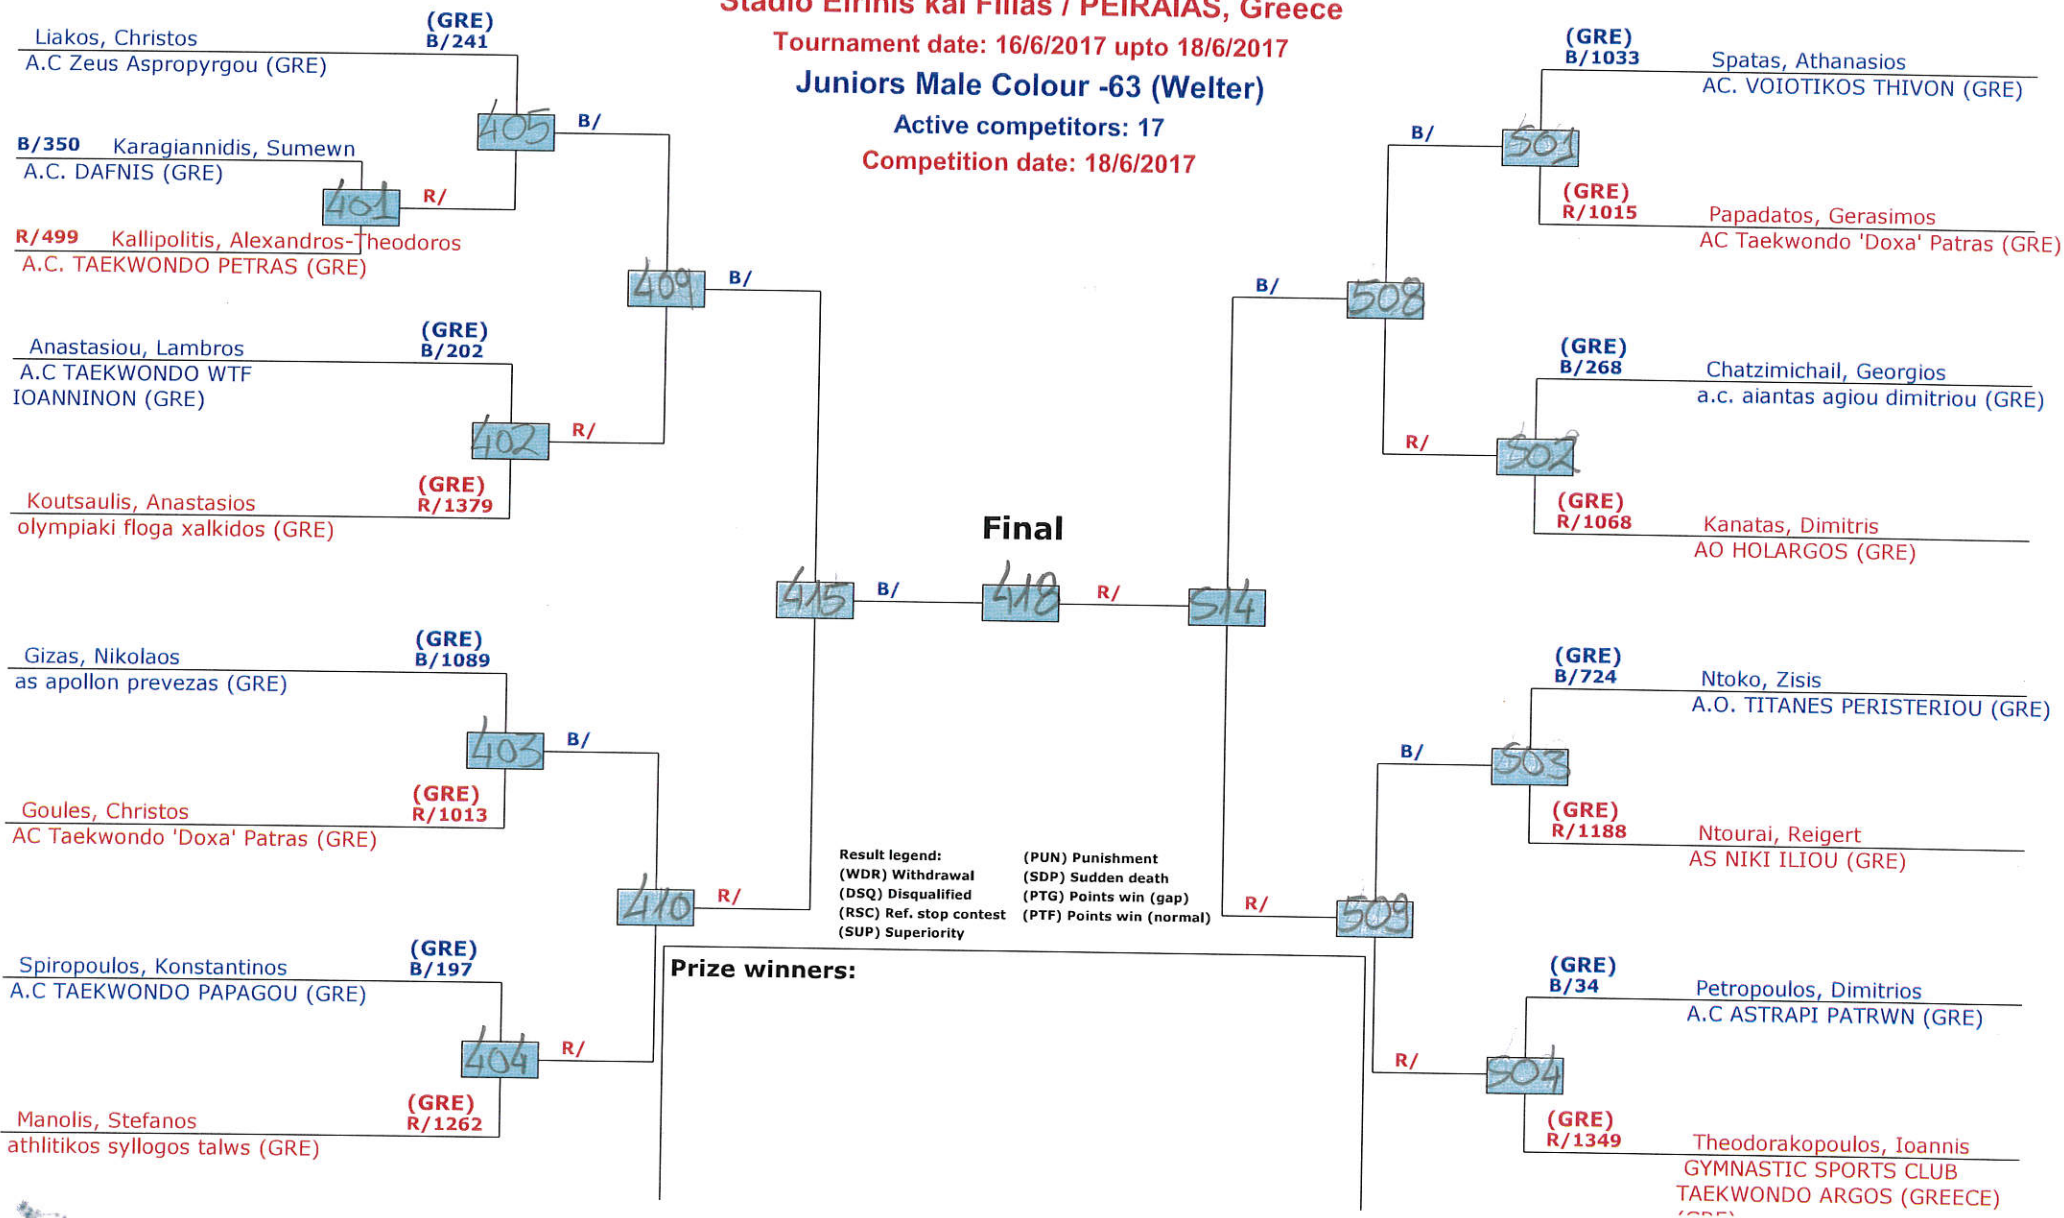 Stadio Eirinis kai Filias / PEIRAIAS, Greece
Tournament date: 16/6/2017 upto 18/6/2017
Juniors Male Colour -63 (Welter)
Active competitors: 17
Competition date: 18/6/2017
(GRE)
Liakos, Christos B/241
A.C Zeus Aspropyrgou (GRE)
405 B/
B/350 Karagiannidis, Sumewn
A.C. DAFNIS (GRE)
401 R/
R/499 Kallipolitis, Alexandros-Theodoros
A.C. TAEKWONDO PETRAS (GRE)
409 B/
(GRE)
Anastasiou, Lambros B/202
A.C TAEKWONDO WTF
IOANNINON (GRE)
402 R/
(GRE)
Koutsaulis, Anastasios R/1379
olympiaki floga xalkidos (GRE)
415 B/
(GRE)
Gizas, Nikolaos B/1089
as apollon prevezas (GRE)
403 B/
(GRE)
Goules, Christos R/1013
AC Taekwondo 'Doxa' Patras (GRE)
410 R/
(GRE)
Spiropoulos, Konstantinos B/197
A.C TAEKWONDO PAPAGOU (GRE)
404 R/
(GRE)
Manolis, Stefanos R/1262
athlitikos syllogos talws (GRE)
Final
418
R/ 514
(GRE)
B/1033 Spatas, Athanasios
AC. VOIOTIKOS THIVON (GRE)
B/ 501
(GRE)
R/1015 Papadatos, Gerasimos
AC Taekwondo 'Doxa' Patras (GRE)
B/ 508
(GRE)
B/268 Chatzimichail, Georgios
a.c. aiantas agiou dimitriou (GRE)
R/ 502
(GRE)
R/1068 Kanatas, Dimitris
AO HOLARGOS (GRE)
(GRE)
B/724 Ntoko, Zisis
A.O. TITANES PERISTERIOU (GRE)
B/ 503
(GRE)
R/1188 Ntourai, Reigert
AS NIKI ILIOU (GRE)
R/ 509
(GRE)
B/34 Petropoulos, Dimitrios
A.C ASTRAPI PATRWN (GRE)
R/ 504
(GRE)
R/1349 Theodorakopoulos, Ioannis
GYMNASTIC SPORTS CLUB
TAEKWONDO ARGOS (GREECE)
(GRE)
Result legend: (PUN) Punishment
(WDR) Withdrawal (SDP) Sudden death
(DSQ) Disqualified (PTG) Points win (gap)
(RSC) Ref. stop contest (PTF) Points win (normal)
(SUP) Superiority
Prize winners: